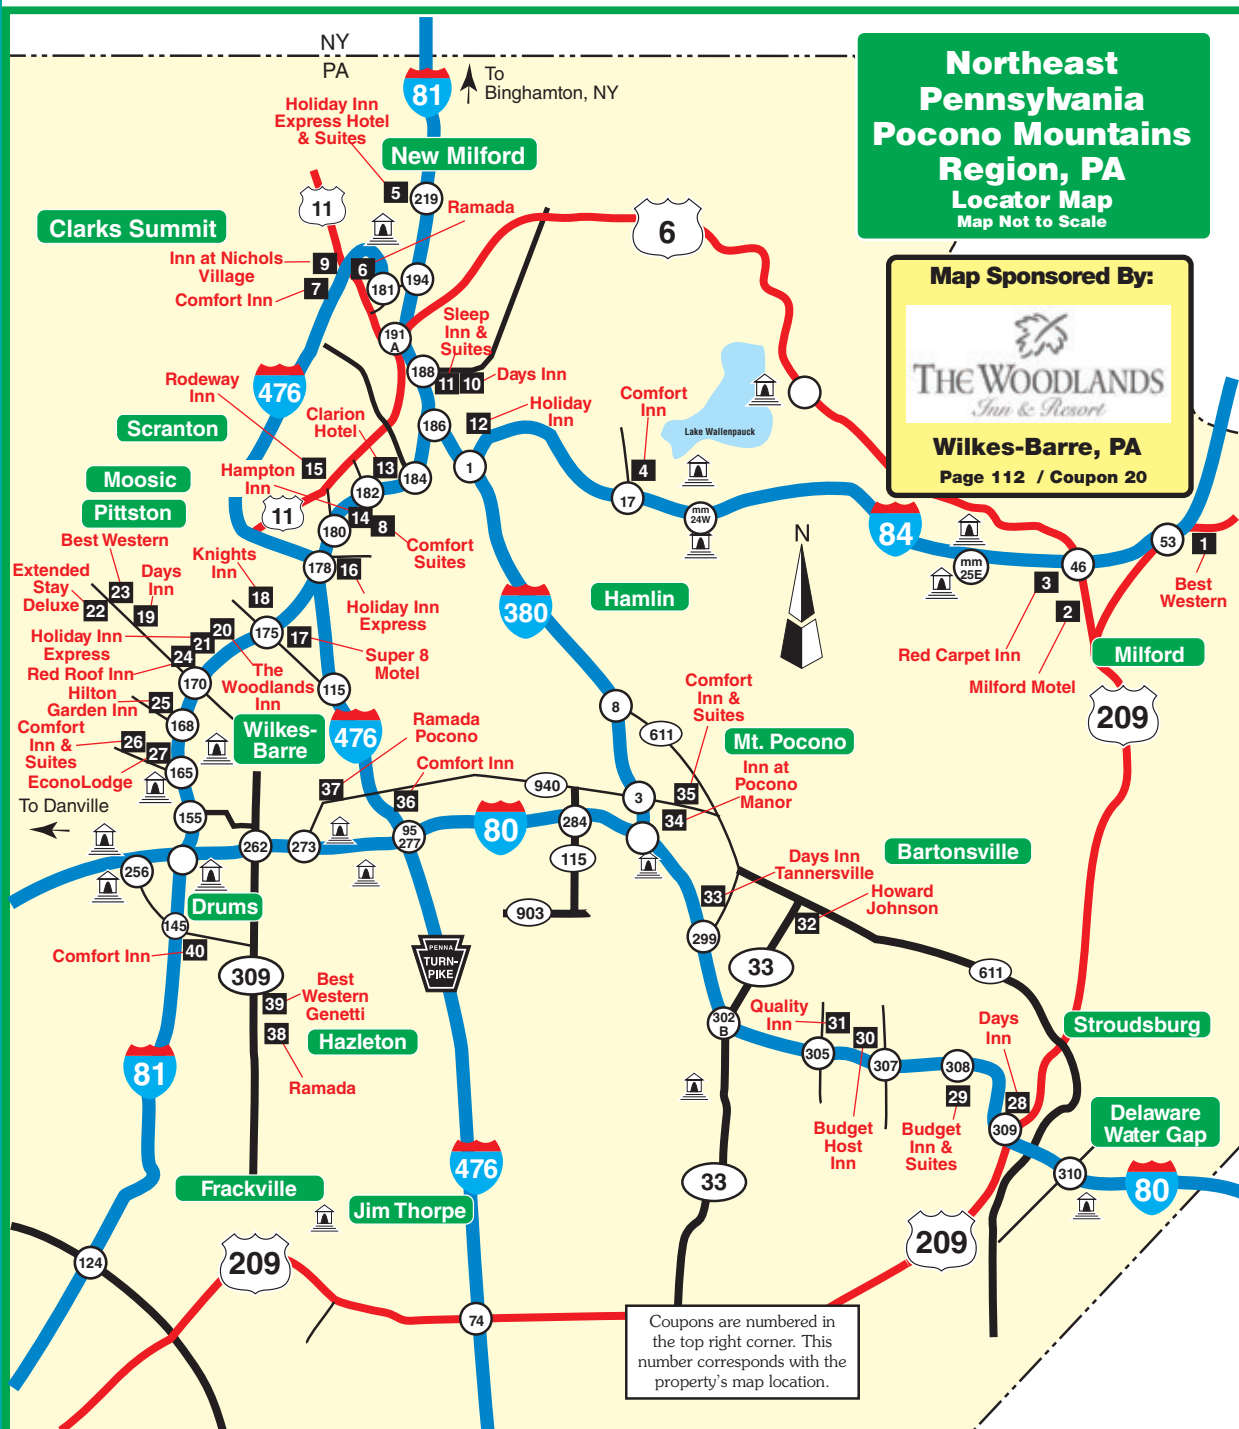 NY
PA
81
To
Binghamton, NY
Northeast
Pennsylvania
Pocono Mountains
Region, PA
Locator Map
Map Not to Scale
Holiday Inn
Express Hotel
& Suites
New Milford
5
219
11
Ramada
6
Clarks Summit
Inn at Nichols
Village
9
6
7
Comfort Inn
181
194
Map Sponsored By:
THE WOODLANDS
Inn & Resort
Wilkes-Barre, PA
Page 112 / Coupon 20
191
A
Sleep
Inn &
Suites
188
11
10
Days Inn
476
Rodeway
Inn
Clarion
Hotel
186
12
Holiday
Inn
Comfort
Inn
Lake Wallenpauck
Scranton
15
13
Hampton
Inn
184
1
4
17
mm
24W
Moosic
Pittston
182
11
14
8
180
Comfort
Suites
N
84
mm
25E
46
53
1
Best
Western
Best Western
Knights
Inn
178
16
Holiday Inn
Express
Extended
Stay
Deluxe
23
Days
Inn
22
19
18
380
Hamlin
3
2
Red Carpet Inn
Milford
Milford Motel
209
Holiday Inn
Express
20
21
175
17
Super 8
Motel
24
Red Roof Inn
170
The
Woodlands
Inn
115
Hilton
Garden Inn
25
168
Wilkes-
Barre
476
Comfort
Inn &
Suites
26
27
EconoLodge
165
Ramada
Pocono
Comfort Inn
37
36
940
8
611
Comfort
Inn &
Suites
Mt. Pocono
Inn at
Pocono
Manor
35
34
3
To Danville
155
262
273
95
277
80
284
115
903
256
Drums
145
Comfort Inn
40
309
PENNA
TURN-
PIKE
Bartonsville
Days Inn
Tannersville
33
Howard
Johnson
32
299
33
611
Best
Western
Genetti
39
38
Hazleton
Ramada
81
302
B
Quality
Inn
31
30
305
307
308
Days
Inn
Stroudsburg
29
28
309
Budget
Host
Inn
Budget
Inn &
Suites
Delaware
Water Gap
310
80
476
33
Frackville
Jim Thorpe
124
209
74
209
Coupons are numbered in
the top right corner. This
number corresponds with the
property's map location.